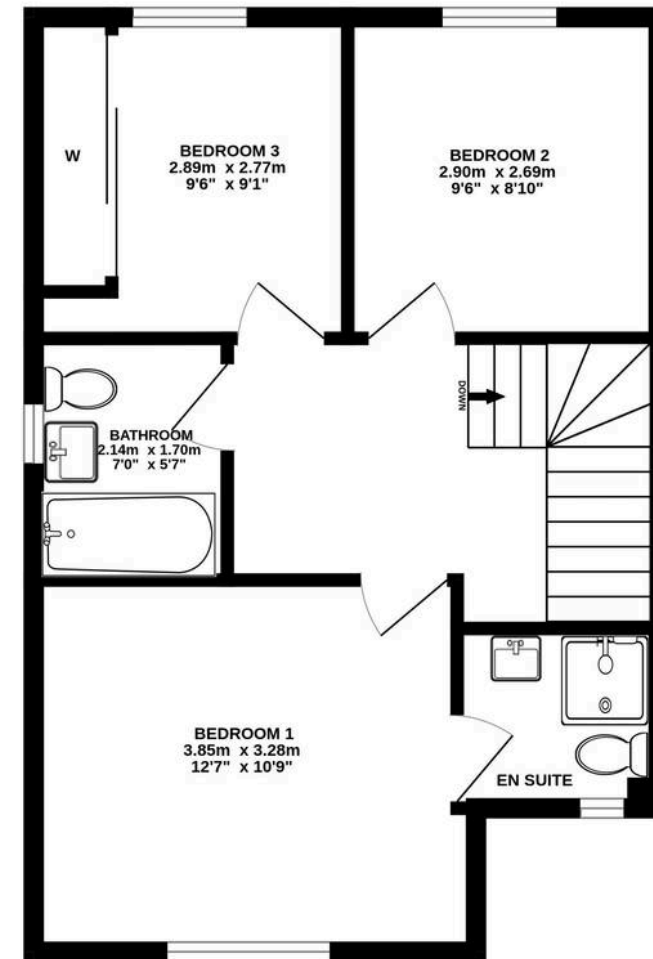 W
BEDROOM 3
2.89m x 2.77m
9'6" x 9'1"
BEDROOM 2
2.90m x 2.69m
9'6" x 8'10"
DOWN
BATHROOM
2.14m x 1.70m
7'0" x 5'7"
BEDROOM 1
3.85m x 3.28m
12'7" x 10'9"
EN SUITE